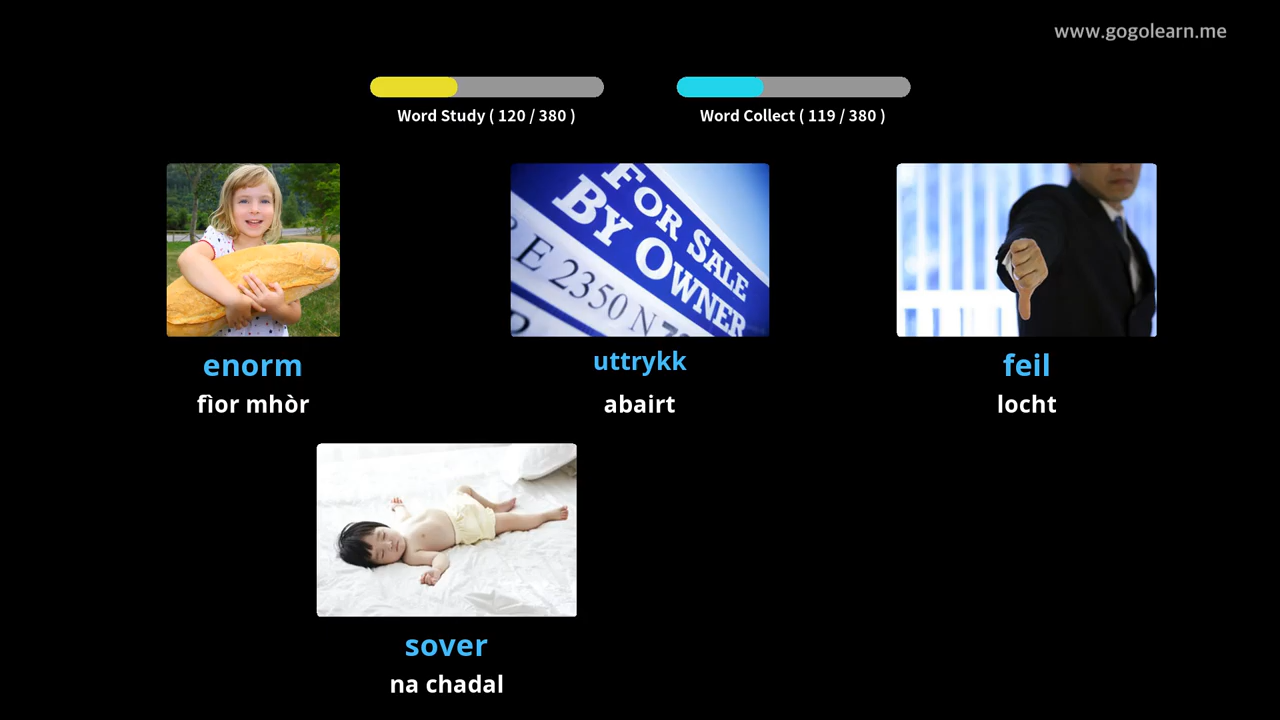 www.gogolearn.me
Word Study ( 120 / 380 )
Word Collect ( 119 / 380 )
FOR SALE
BY OWNER
E 2350 N
enorm
uttrykk
feil
fìor mhòr
abairt
locht
sover
na chadal